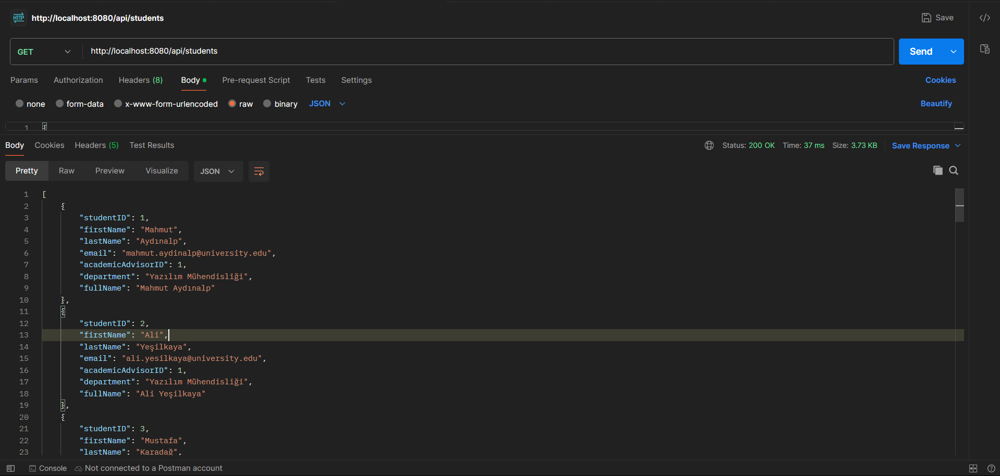 HTTP http://localhost:8080/api/students Save </>
GET http://localhost:8080/api/students Send
Params Authorization Headers (8) Body Pre-request Script Tests Settings Cookies
none form-data x-www-form-urlencoded raw binary JSON Beautify
1 {
Body Cookies Headers (5) Test Results Status: 200 OK Time: 37 ms Size: 3.73 KB Save Response
Pretty Raw Preview Visualize JSON
1 [
2 {
3 "studentID": 1,
4 "firstName": "Mahmut",
5 "lastName": "Aydınalp",
6 "email": "mahmut.aydinalp@university.edu",
7 "academicAdvisorID": 1,
8 "department": "Yazılım Mühendisliği",
9 "fullName": "Mahmut Aydınalp"
10 },
11 {
12 "studentID": 2,
13 "firstName": "Ali",
14 "lastName": "Yeşilkaya",
15 "email": "ali.yesilkaya@university.edu",
16 "academicAdvisorID": 1,
17 "department": "Yazılım Mühendisliği",
18 "fullName": "Ali Yeşilkaya"
19 },
20 {
21 "studentID": 3,
22 "firstName": "Mustafa",
23 "lastName": "Karadağ",
Console Not connected to a Postman account